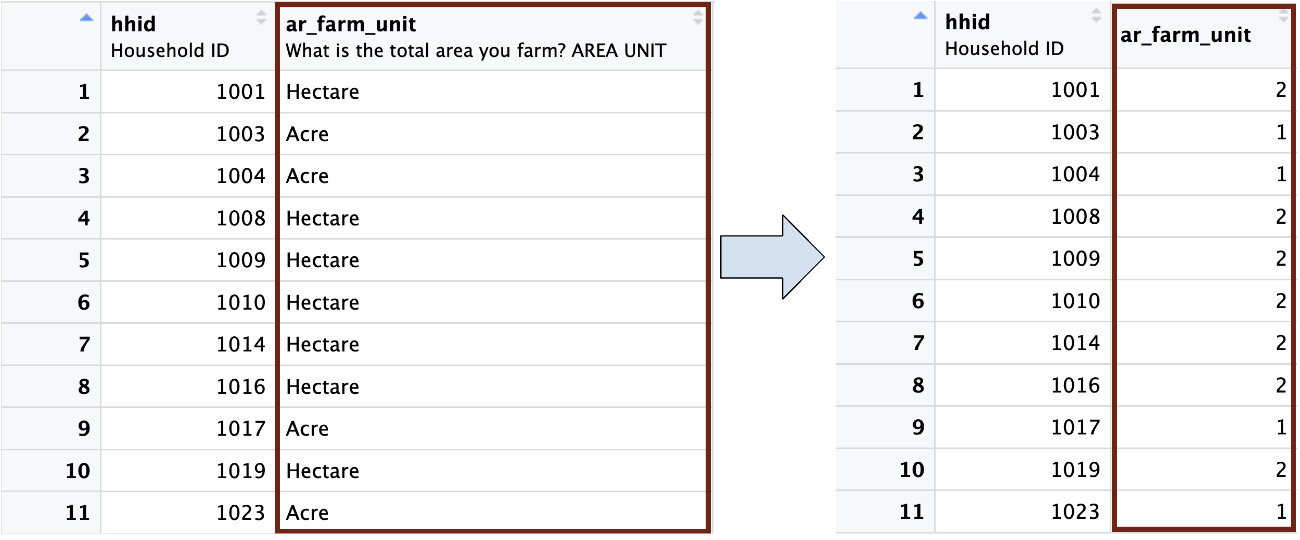 hhid ar_farm_unit
Household ID What is the total area you farm? AREA UNIT
1 1001 Hectare
2 1003 Acre
3 1004 Acre
4 1008 Hectare
5 1009 Hectare
6 1010 Hectare
7 1014 Hectare
8 1016 Hectare
9 1017 Acre
10 1019 Hectare
11 1023 Acre
hhid ar_farm_unit
Household ID
1 1001 2
2 1003 1
3 1004 1
4 1008 2
5 1009 2
6 1010 2
7 1014 2
8 1016 2
9 1017 1
10 1019 2
11 1023 1